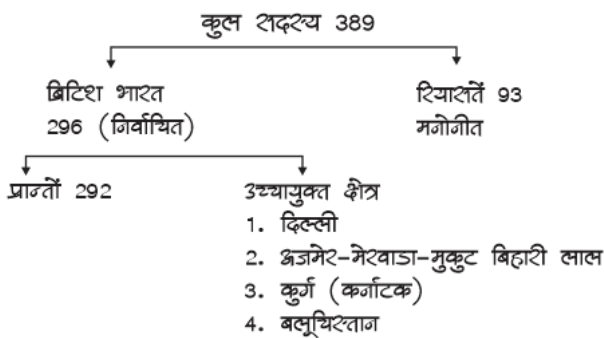 कुल सदस्य 389
ब्रिटिश भारत
296 (निर्वाचित)
रियासतें 93
मनोनीत
प्रान्तों 292
उच्चायुक्त क्षेत्र
1. दिल्ली
2. अजमेर-मेरवाडा-मुकुट बिहारी लाल
3. कुर्ग (कर्नाटक)
4. बलूचिस्तान